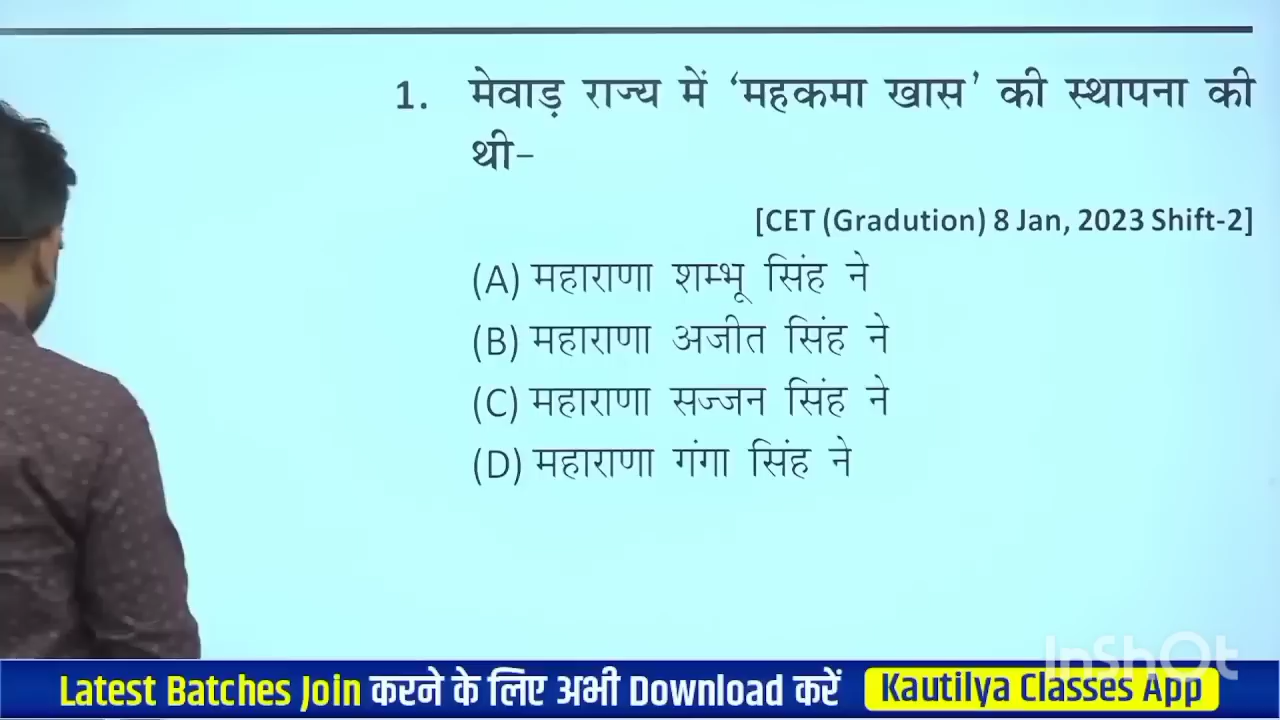 1. मेवाड़ राज्य में ‘महकमा खास’ की स्थापना की
थी-
[CET (Gradution) 8 Jan, 2023 Shift-2]
(A) महाराणा शम्भू सिंह ने
(B) महाराणा अजीत सिंह ने
(C) महाराणा सज्जन सिंह ने
(D) महाराणा गंगा सिंह ने
InShOt
Latest Batches Join करने के लिए अभी Download करें Kautilya Classes App